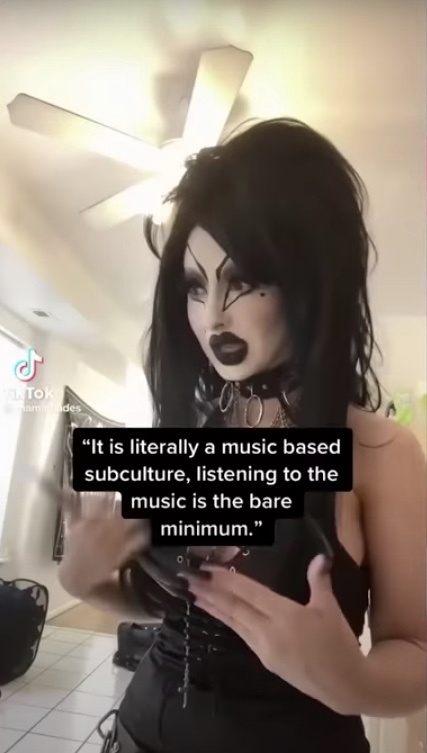 TikTok
“It is literally a music based
subculture, listening to the
music is the bare
minimum.”